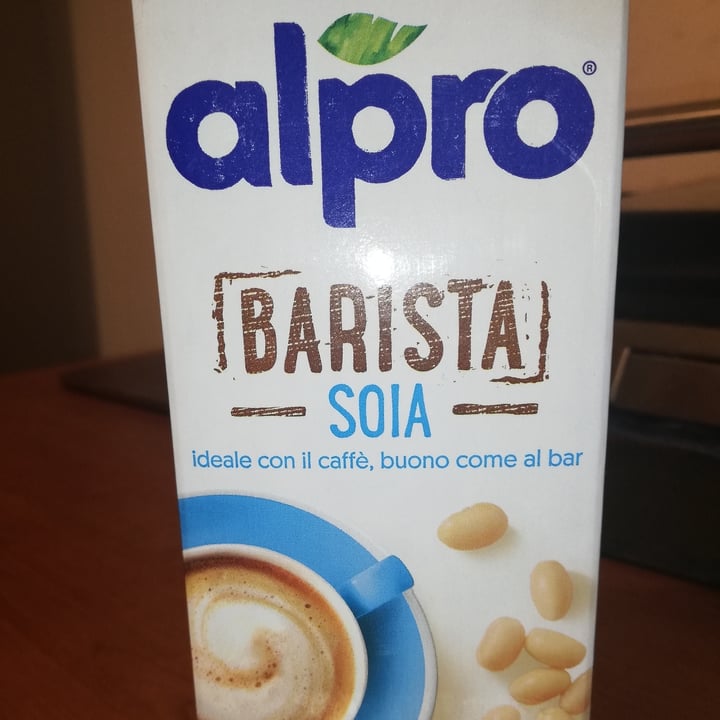 alpro®
BARISTA
SOIA
ideale con il caffè, buono come al bar